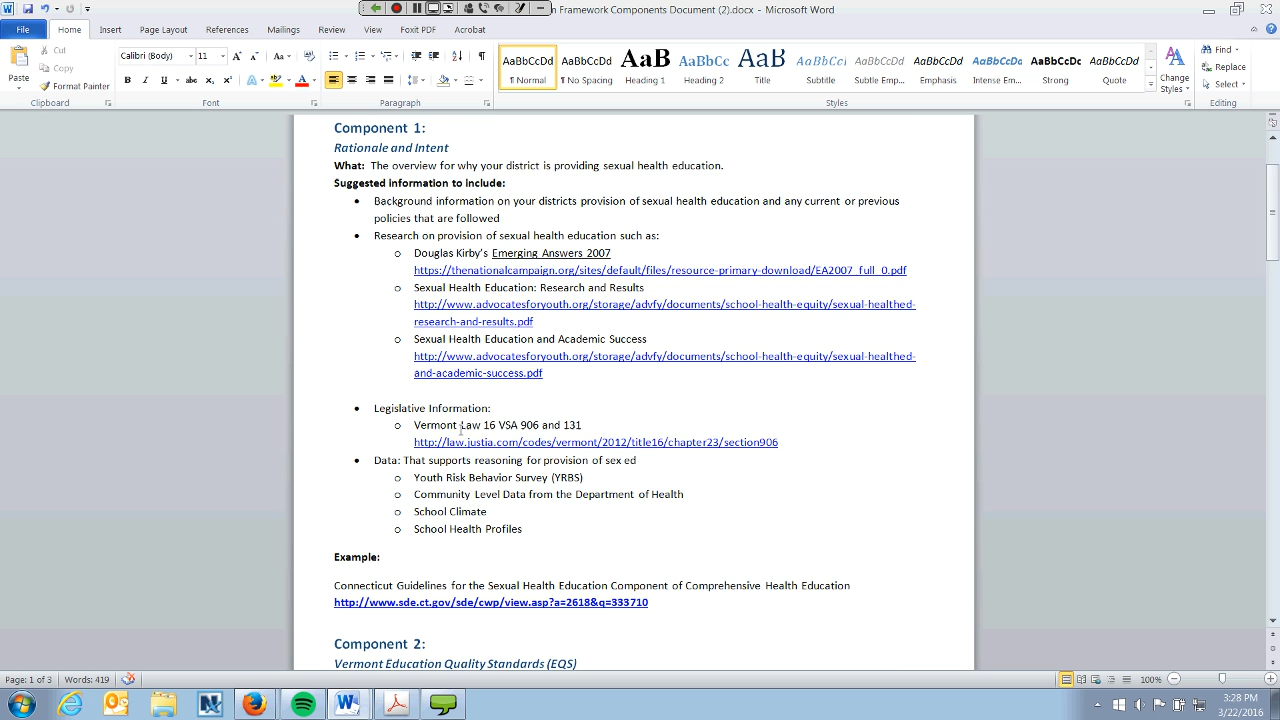 n Framework Components Document (2).docx - Microsoft Word
File Home Insert Page Layout References Mailings Review View Foxit PDF Acrobat
Cut
Copy
Format Painter
Paste
Clipboard
Calibri (Body) 11
Font
Paragraph
AaBbCcDd AaBbCcDd AaB AaBbCc AaB AaBbCcl AaBbCcDd AaBbCcDd AaBbCcDd AaBbCcDd AaBbCcDd
¶ Normal ¶ No Spacing Heading 1 Heading 2 Title Subtitle Subtle Emp... Emphasis Intense Em... Strong Quote
Styles
Change
Styles
Find
Replace
Select
Editing
Component 1:
Rationale and Intent
What: The overview for why your district is providing sexual health education.
Suggested information to include:
• Background information on your districts provision of sexual health education and any current or previous
policies that are followed
• Research on provision of sexual health education such as:
o Douglas Kirby's Emerging Answers 2007
https://thenationalcampaign.org/sites/default/files/resource-primary-download/EA2007_full_0.pdf
o Sexual Health Education: Research and Results
http://www.advocatesforyouth.org/storage/advfy/documents/school-health-equity/sexual-healthed-
research-and-results.pdf
o Sexual Health Education and Academic Success
http://www.advocatesforyouth.org/storage/advfy/documents/school-health-equity/sexual-healthed-
and-academic-success.pdf
• Legislative Information:
o Vermont Law 16 VSA 906 and 131
http://law.justia.com/codes/vermont/2012/title16/chapter23/section906
• Data: That supports reasoning for provision of sex ed
o Youth Risk Behavior Survey (YRBS)
o Community Level Data from the Department of Health
o School Climate
o School Health Profiles
Example:
Connecticut Guidelines for the Sexual Health Education Component of Comprehensive Health Education
http://www.sde.ct.gov/sde/cwp/view.asp?a=2618&q=333710
Component 2:
Vermont Education Quality Standards (EQS)
Page: 1 of 3 Words: 419
100%
3:28 PM
3/22/2016